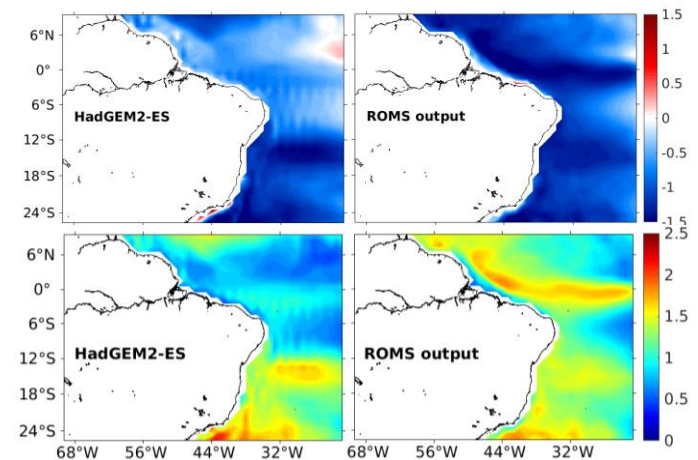 6°N
0°
6°S
12°S
18°S
24°S
HadGEM2-ES
ROMS output
1.5
1
0.5
0
-0.5
-1
-1.5
6°N
0°
6°S
12°S
18°S
24°S
HadGEM2-ES
ROMS output
2.5
2
1.5
1
0.5
0
68°W 56°W 44°W 32°W 68°W 56°W 44°W 32°W